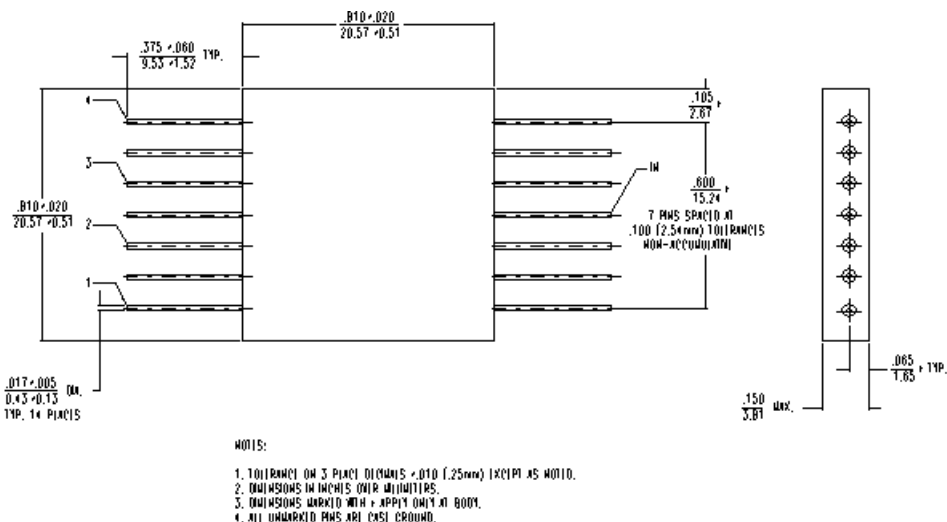 .810 ±.020
20.57 ±0.51
.375 ±.060 TYP.
9.53 ±1.52
4
.105 +
2.67
3
IN
.600 +
15.24
.810 ±.020
20.57 ±0.51
7 PINS SPACED AT
.100 (2.54mm) TOLERANCES
NON-ACCUMULATIVE
2
1
.017 ±.005 DIA.
0.43 ±0.13
TYP. 14 PLACES
.065 + TYP.
1.65
.150 MAX.
3.81
NOTES:
1. TOLERANCE ON 3 PLACE DECIMALS ±.010 (.25mm) EXCEPT AS NOTED.
2. DIMENSIONS IN INCHES OVER MILLIMETERS.
3. DIMENSIONS MARKED WITH + APPLY ONLY AT BODY.
4. ALL UNMARKED PINS ARE CASE GROUND.